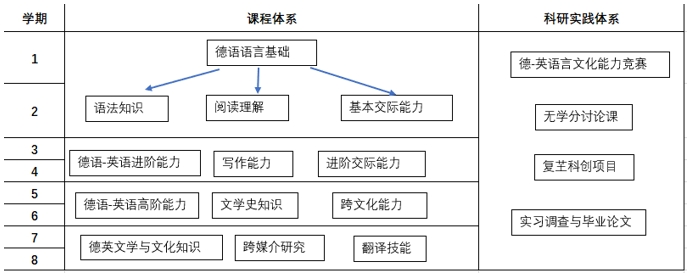 学期 课程体系 科研实践体系
1 德语语言基础 德-英语言文化能力竞赛
2 语法知识 阅读理解 基本交际能力 无学分讨论课
3
德语-英语进阶能力 写作能力 进阶交际能力 复芏科创项目
4
5
德语-英语高阶能力 文学史知识 跨文化能力
6 实习调查与毕业论文
7
德英文学与文化知识 跨媒介研究 翻译技能
8